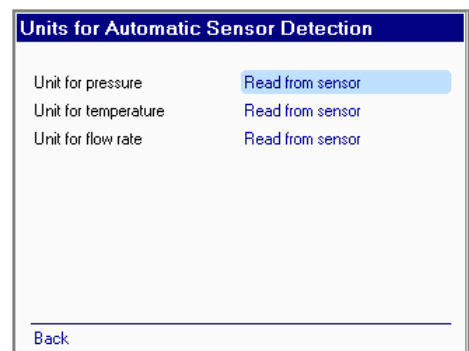 Units for Automatic Sensor Detection
Unit for pressure Read from sensor
Unit for temperature Read from sensor
Unit for flow rate Read from sensor
Back